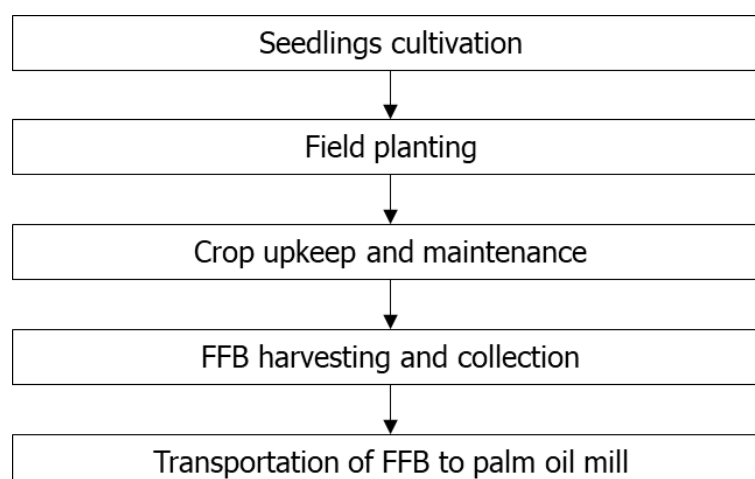 Seedlings cultivation
Field planting
Crop upkeep and maintenance
FFB harvesting and collection
Transportation of FFB to palm oil mill